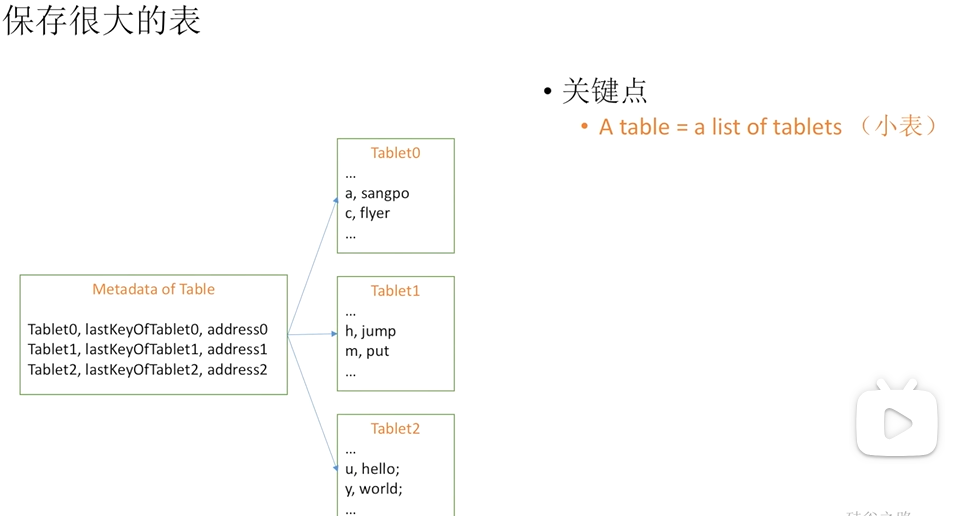 保存很大的表
• 关键点
• A table = a list of tablets （小表）
Tablet0
...
a, sangpo
c, flyer
...
Metadata of Table
Tablet0, lastKeyOfTablet0, address0
Tablet1, lastKeyOfTablet1, address1
Tablet2, lastKeyOfTablet2, address2
Tablet1
...
h, jump
m, put
...
Tablet2
...
u, hello;
y, world;
...